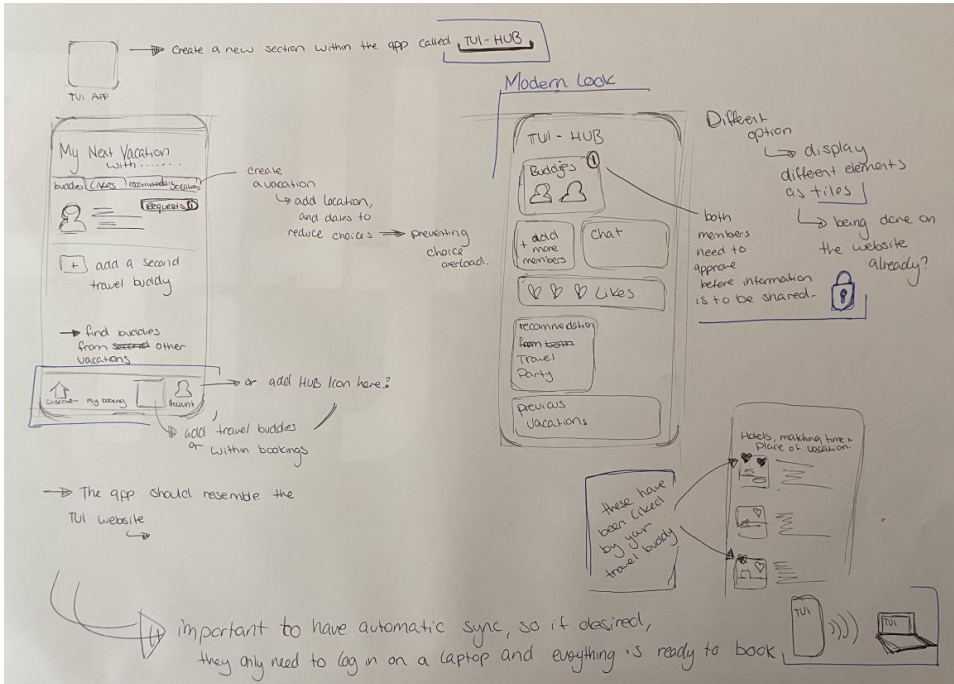 → Create a new section within the app called TUI-HUB
TUI APP
My Next Vacation
with.......
buddies
Likes
Requests 1
+ add a second
travel buddy
→ find buddies
from second other
vacations
My booking
Account
create
a vacation
↳ add location,
and dates to
reduce choices → preventing
choice
overload.
→ or add HUB Icon here?
→ add travel buddies
or within bookings
→ The app should resemble the
TUI website
Modern Look
TUI - HUB
Buddies 1
add
+ more
members
chat
Likes
recommodation
from
Travel
Party
previous
vacations
both
members
need to
approve
before information
is to be shared.
Different
option
↳ display
different elements
as tiles
↳ being done on
the website
already?
these have
been liked
by your
travel buddy
Hotels, matching time +
place of vacation
important to have automatic sync, so if desired,
they only need to log in on a laptop and everything is ready to book
TUI
TUI